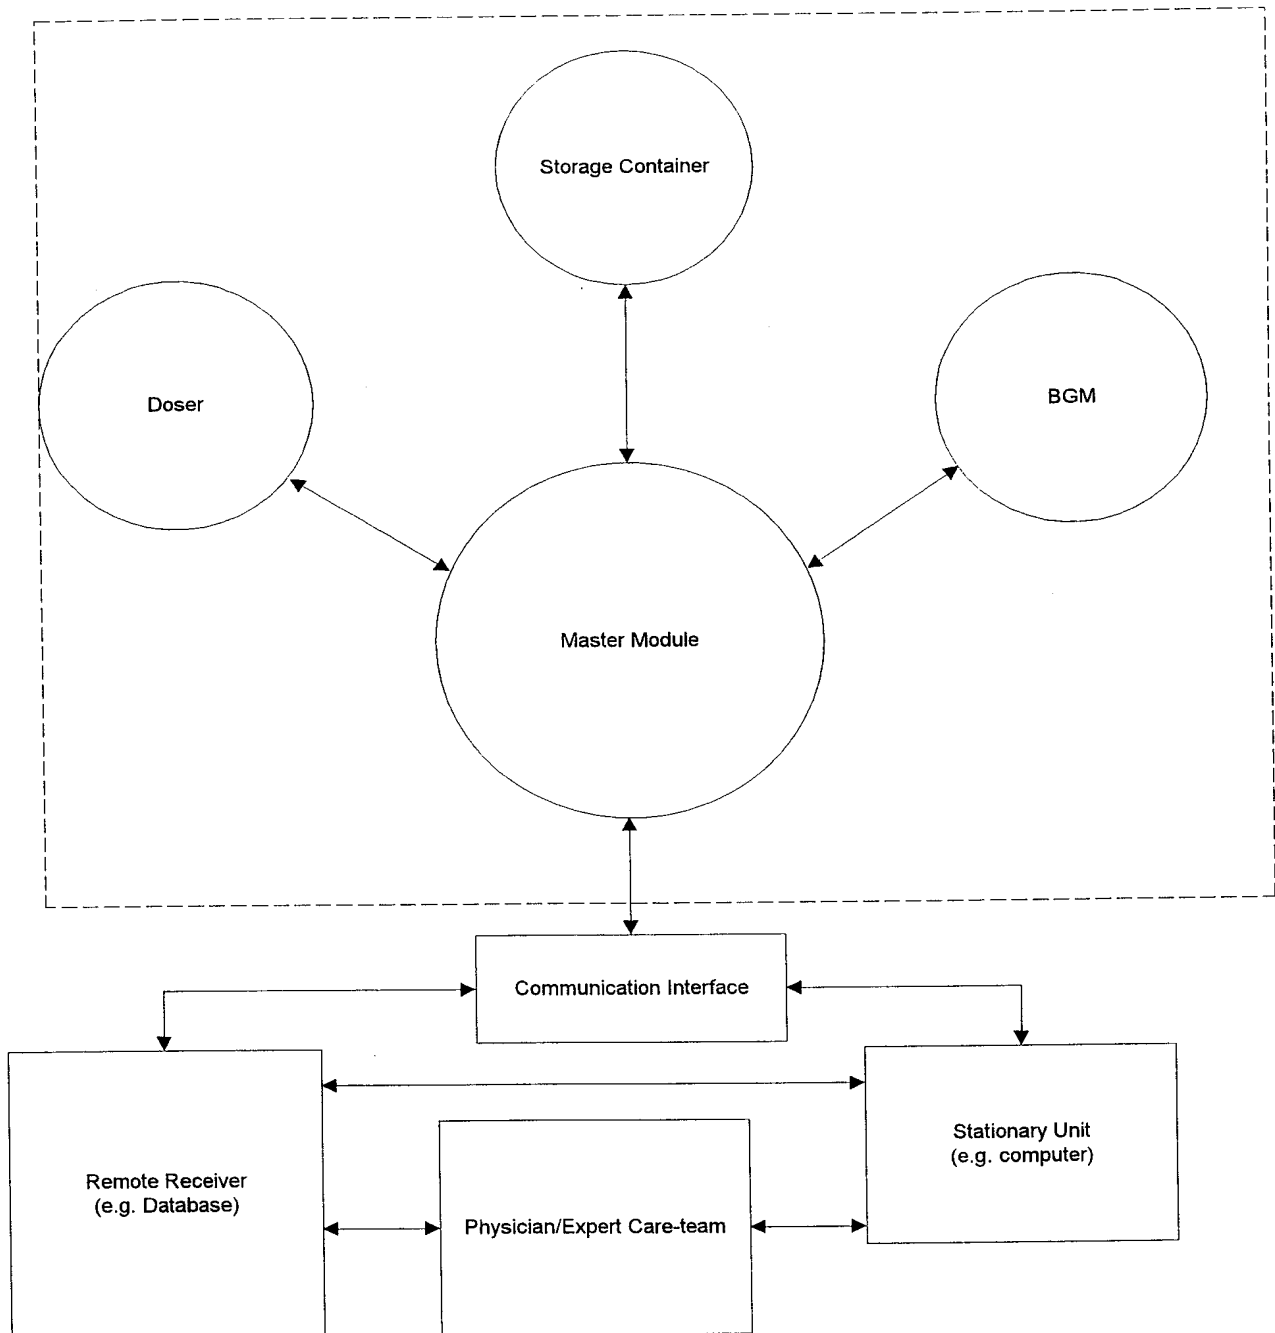 Storage Container
Doser
BGM
Master Module
Communication Interface
Stationary Unit
(e.g. computer)
Remote Receiver
(e.g. Database)
Physician/Expert Care-team